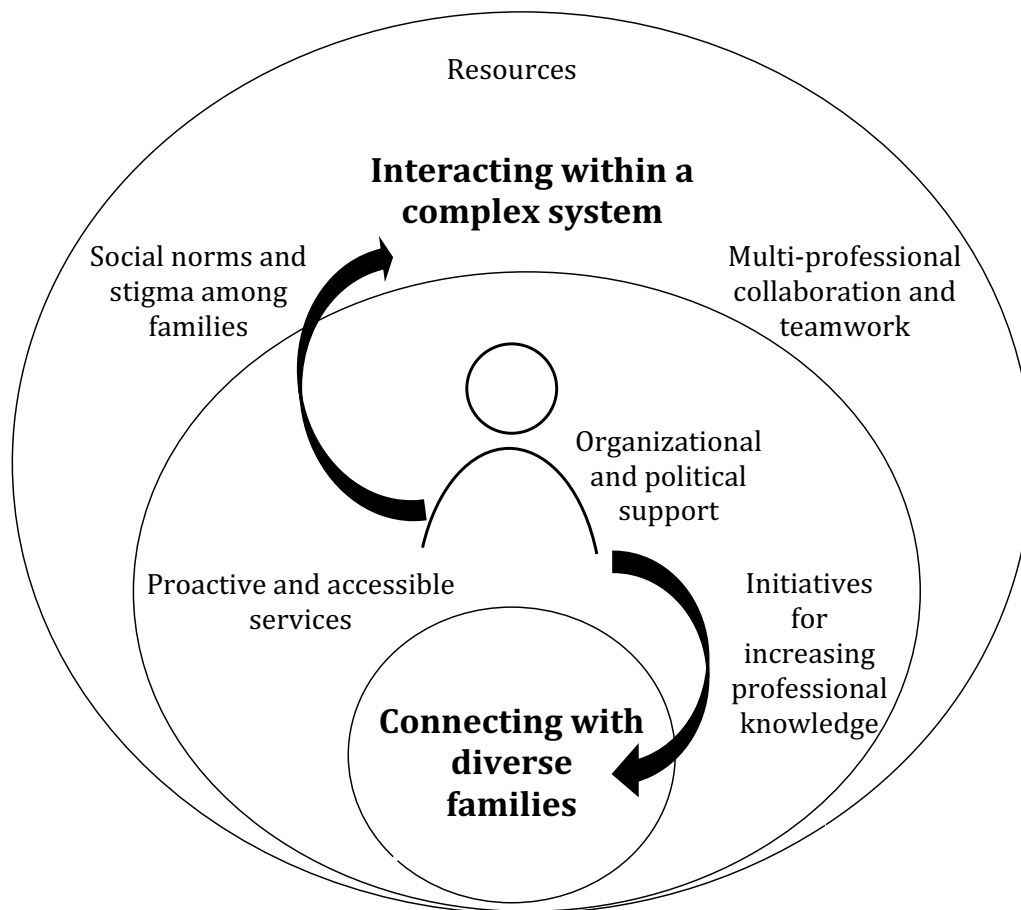 Resources
Interacting within a
complex system
Social norms and
stigma among
families
Multi-professional
collaboration and
teamwork
Organizational
and political
support
Proactive and accessible
services
Initiatives
for
increasing
professional
knowledge
Connecting with
diverse
families